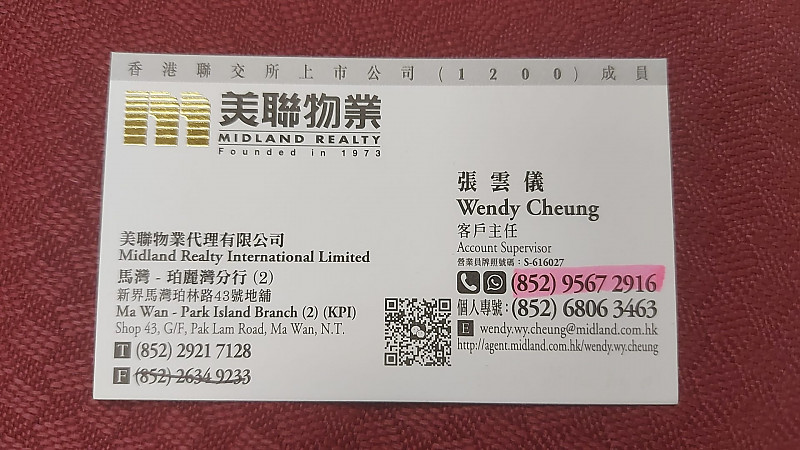 香港聯交所上市公司(1200)成員
美聯物業
MIDLAND REALTY
Founded in 1973
張雲儀
Wendy Cheung
客戶主任
Account Supervisor
營業員牌照號碼：S-616027
(852) 9567 2916
個人專號：(852) 6806 3463
E wendy.wy.cheung@midland.com.hk
http://agent.midland.com.hk/wendy.wy.cheung
美聯物業代理有限公司
Midland Realty International Limited
馬灣 - 珀麗灣分行 (2)
新界馬灣珀林路43號地舖
Ma Wan - Park Island Branch (2) (KPI)
Shop 43, G/F, Pak Lam Road, Ma Wan, N.T.
T (852) 2921 7128
F (852) 2634 9233